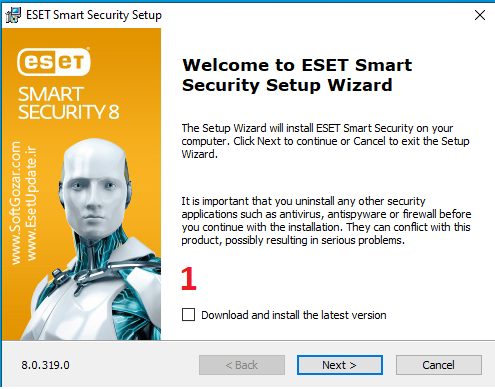 ESET Smart Security Setup
eset
SMART
SECURITY 8
www.SoftGozar.com
www.EsetUpdate.ir
Welcome to ESET Smart
Security Setup Wizard
The Setup Wizard will install ESET Smart Security on your
computer. Click Next to continue or Cancel to exit the Setup
Wizard.
It is important that you uninstall any other security
applications such as antivirus, antispyware or firewall before
you continue with the installation. They can conflict with this
product, possibly resulting in serious problems.
1
Download and install the latest version
8.0.319.0
< Back
Next >
Cancel